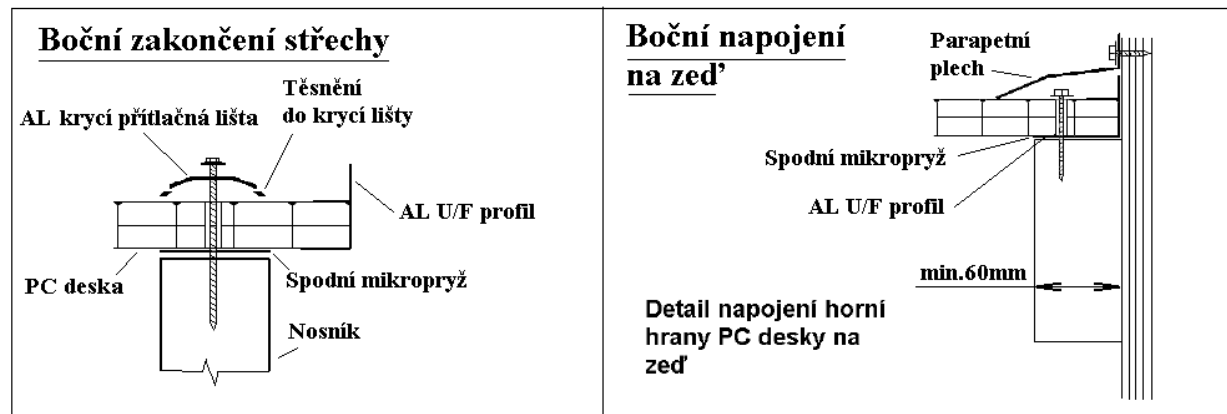 Boční zakončení střechy
Těsnění
do krycí lišty
AL krycí přítlačná lišta
AL U/F profil
PC deska
Spodní mikropryž
Nosník
Boční napojení
na zeď
Parapetní
plech
Spodní mikropryž
AL U/F profil
min.60mm
Detail napojení horní
hrany PC desky na
zeď